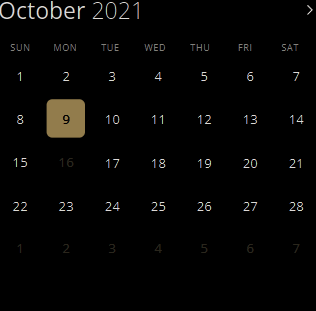 October 2021
SUN MON TUE WED THU FRI SAT
1 2 3 4 5 6 7
8 9 10 11 12 13 14
15 16 17 18 19 20 21
22 23 24 25 26 27 28
1 2 3 4 5 6 7